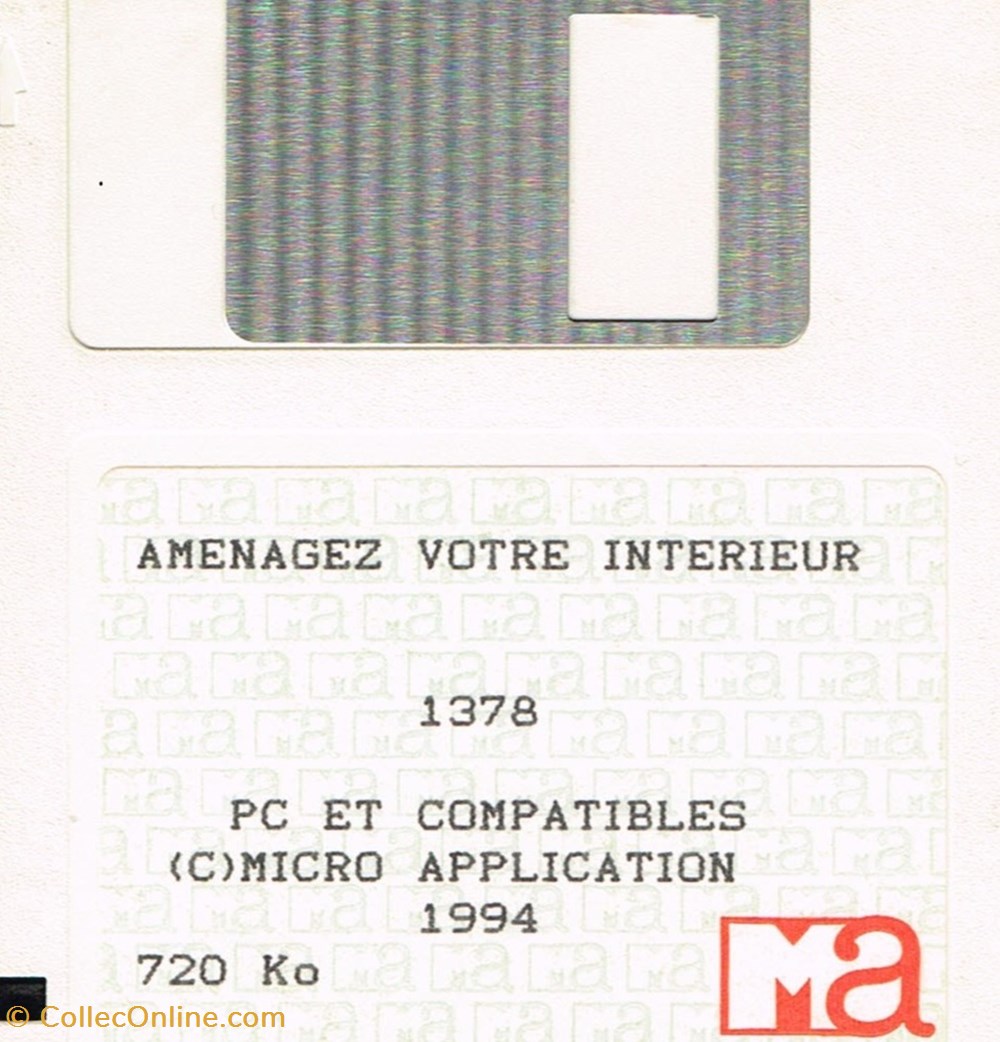 AMENAGEZ VOTRE INTERIEUR
1378
PC ET COMPATIBLES
(C)MICRO APPLICATION
1994
720 Ko
Ma
© CollecOnline.com